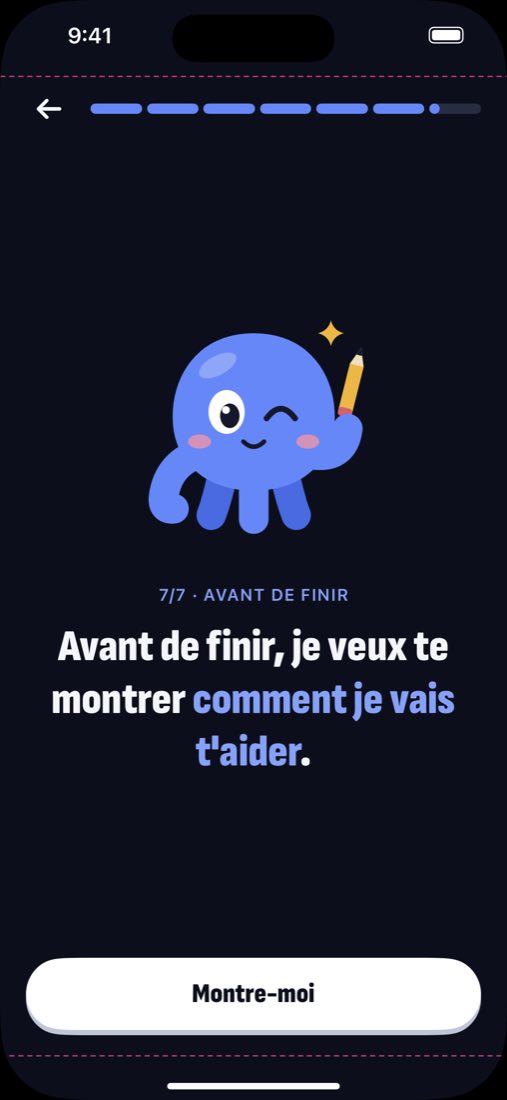 9:41
7/7 · AVANT DE FINIR
Avant de finir, je veux te
montrer comment je vais
t'aider.
Montre-moi